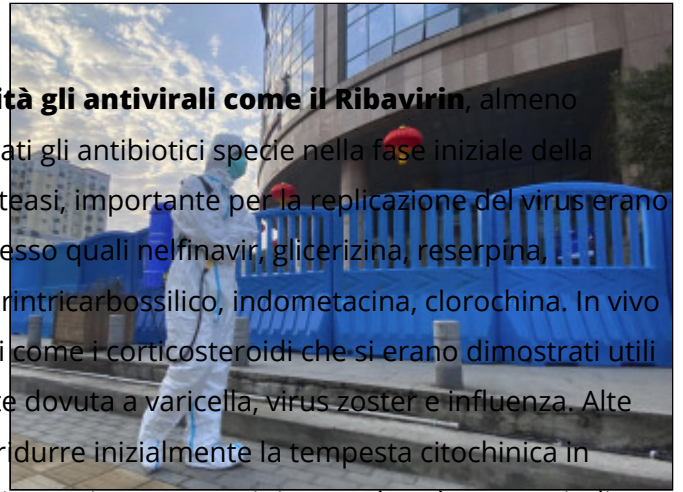 ità gli antivirali come il Ribavirin, almeno
ati gli antibiotici specie nella fase iniziale della
teasi, importante per la replicazione del virus erano
esso quali nelfinavir, glicerizina, reserpina,
rintricarbossilico, indometacina, clorochina. In vivo
i come i corticosteroidi che si erano dimostrati utili
e dovuta a varicella, virus zoster e influenza. Alte
ridurre inizialmente la tempesta citochinica in